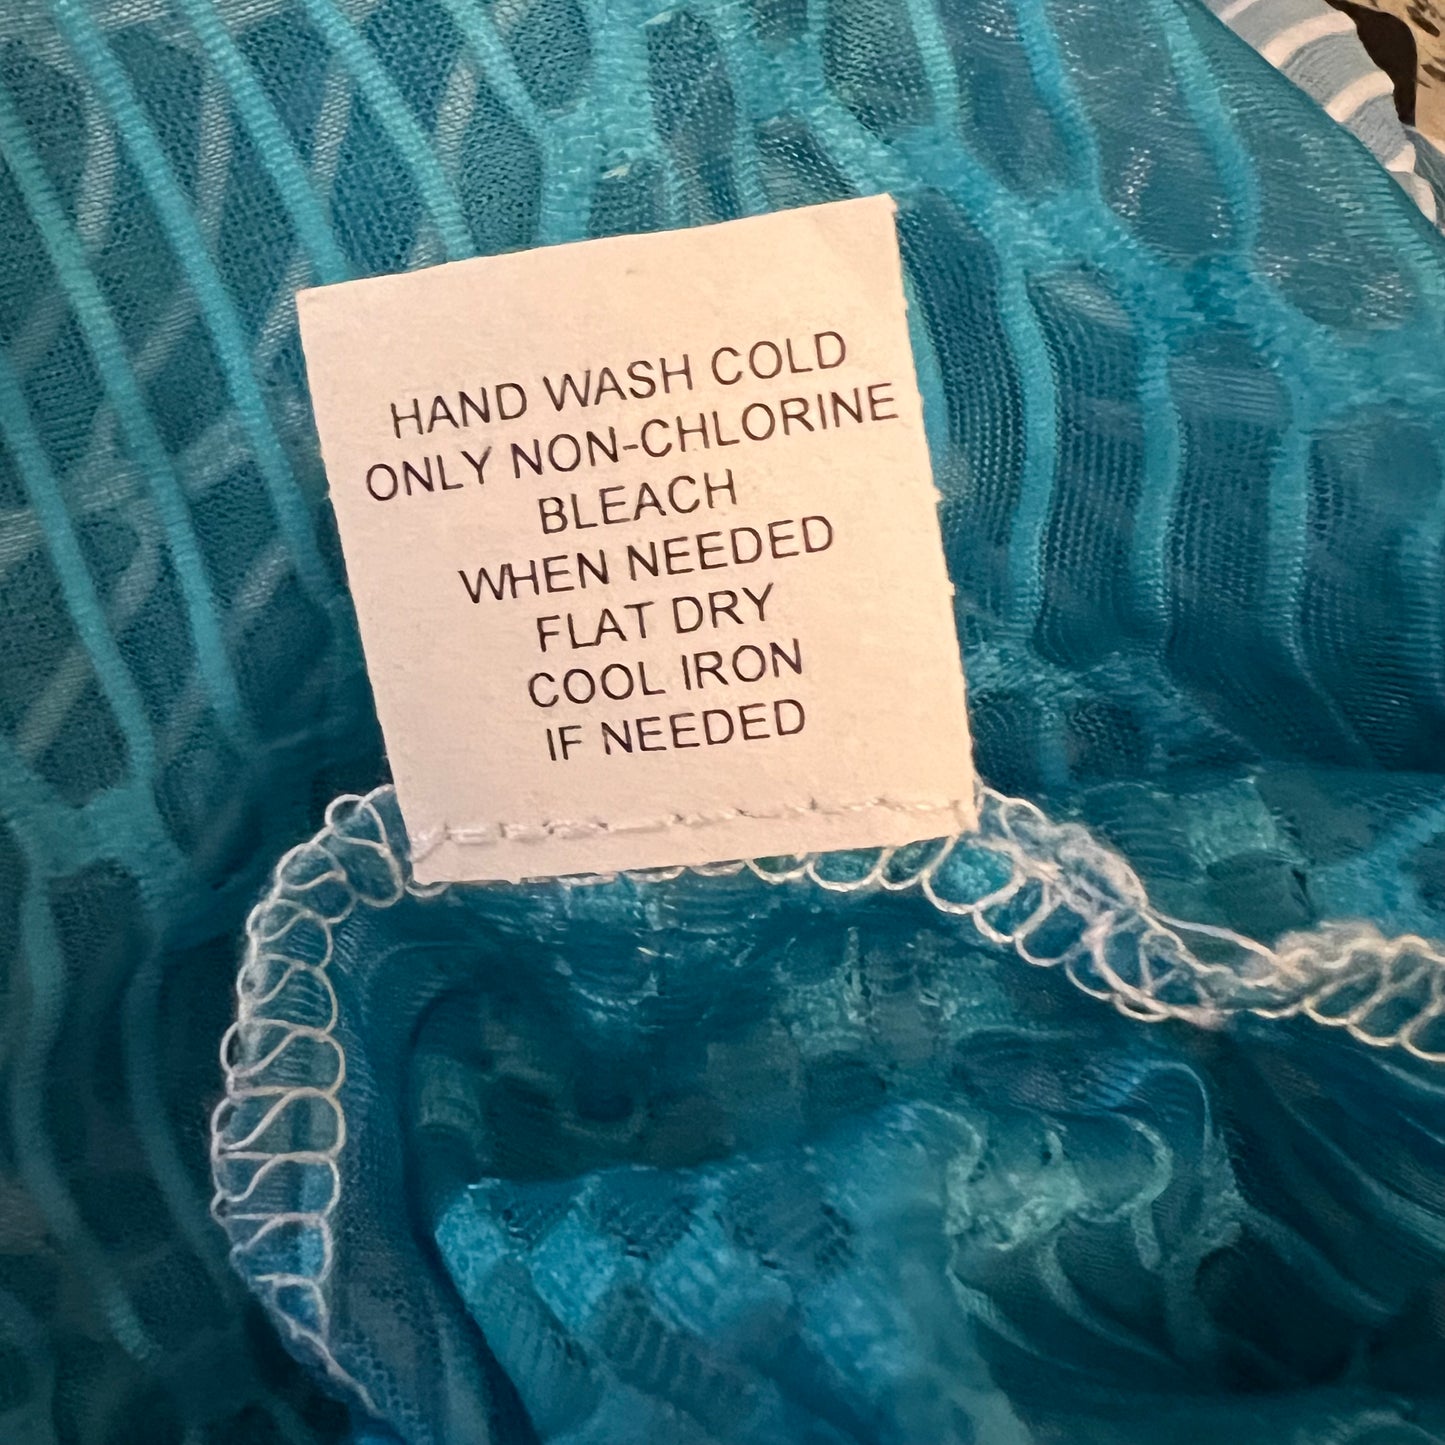 HAND WASH COLD
ONLY NON-CHLORINE
BLEACH
WHEN NEEDED
FLAT DRY
COOL IRON
IF NEEDED